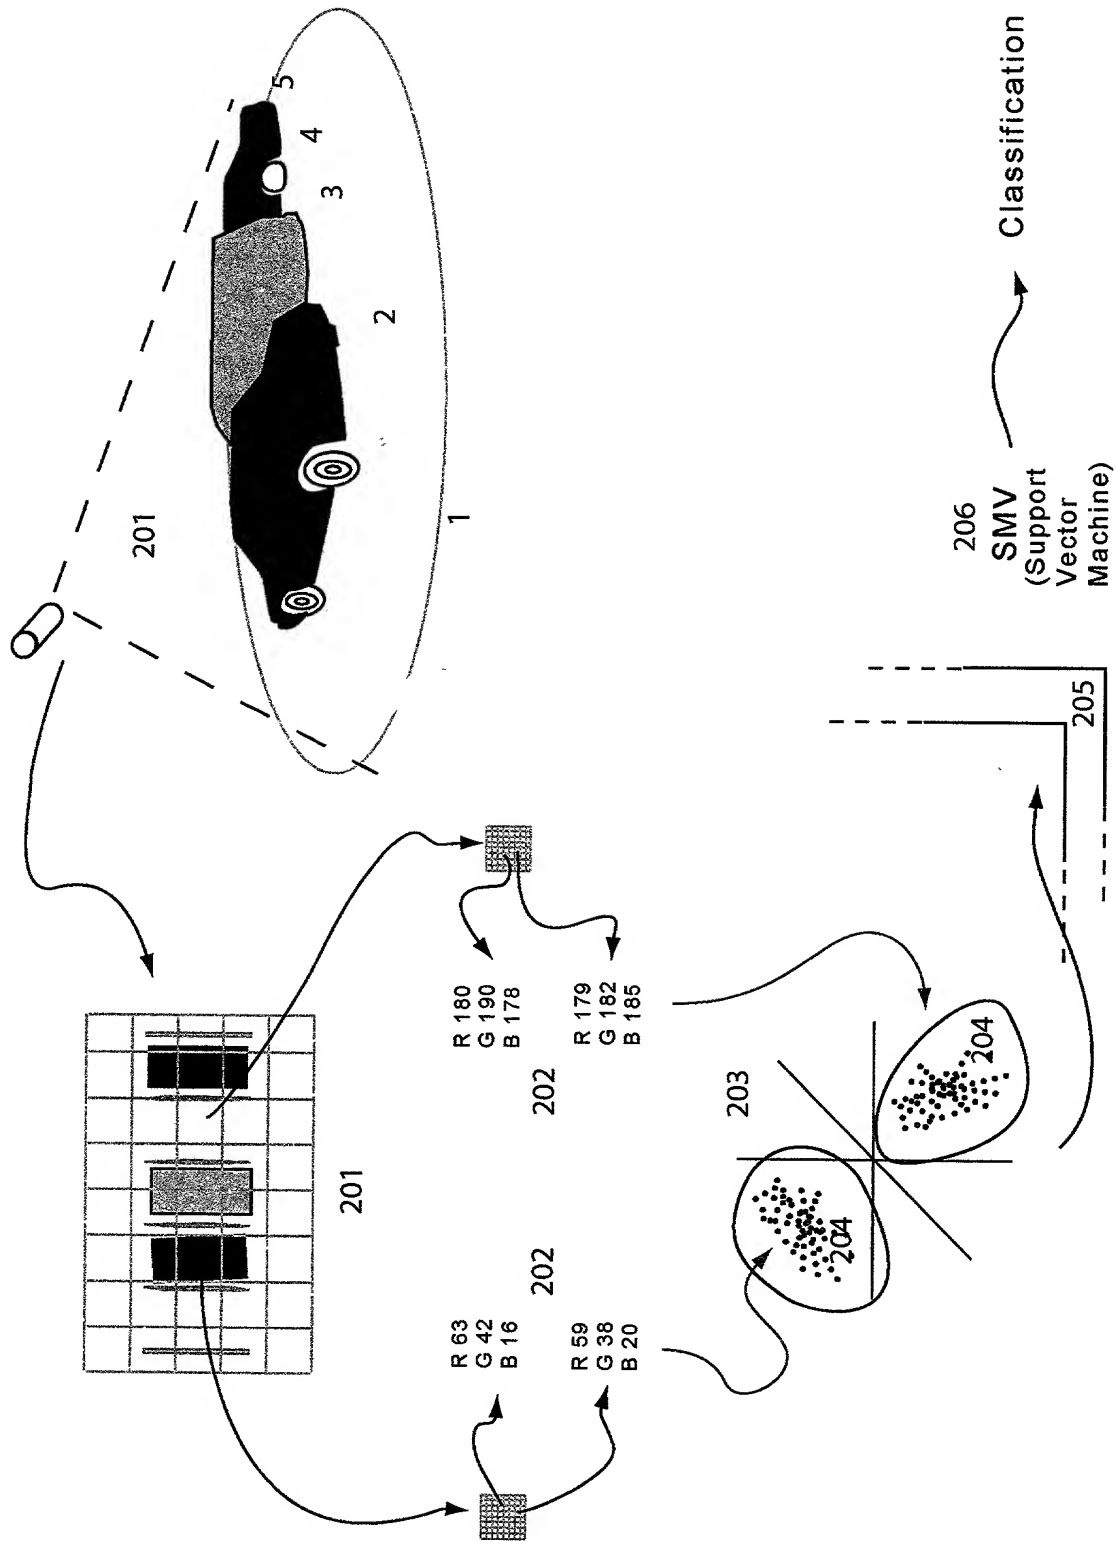 201
5
4
3
2
1
201
R 180
G 190
B 178
R 179
G 182
B 185
202
R 63
G 42
B 16
R 59
G 38
B 20
202
203
204
204
205
206
SMV
(Support
Vector
Machine)
Classification